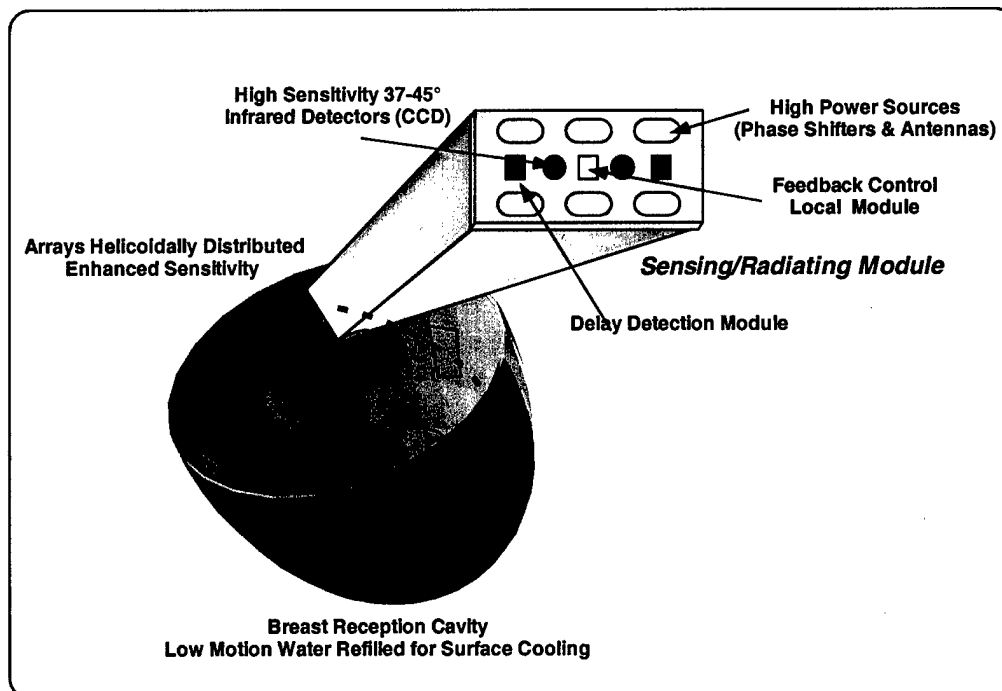 High Sensitivity 37-45°
Infrared Detectors (CCD)
High Power Sources
(Phase Shifters & Antennas)
Feedback Control
Local Module
Arrays Helicoidally Distributed
Enhanced Sensitivity
Sensing/Radiating Module
Delay Detection Module
Breast Reception Cavity
Low Motion Water Refilled for Surface Cooling